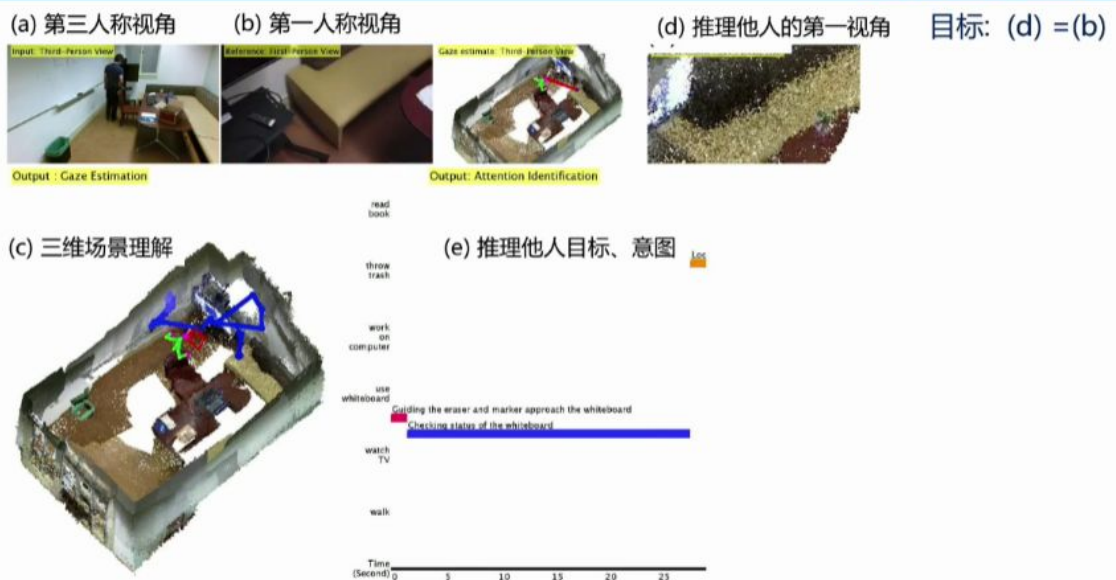 (a) 第三人称视角
(b) 第一人称视角
(d) 推理他人的第一视角
目标: (d) =(b)
Input: Third-Person View
Reference: First-Person View
Gaze estimate: Third-Person View
Output : Gaze Estimation
Output: Attention Identification
(c) 三维场景理解
(e) 推理他人目标、意图
read
book
throw
trash
Loc
work
on
computer
use
whiteboard
Guiding the eraser and marker approach the whiteboard
Checking status of the whiteboard
watch
TV
walk
Time
(Second)
0 5 10 15 20 25